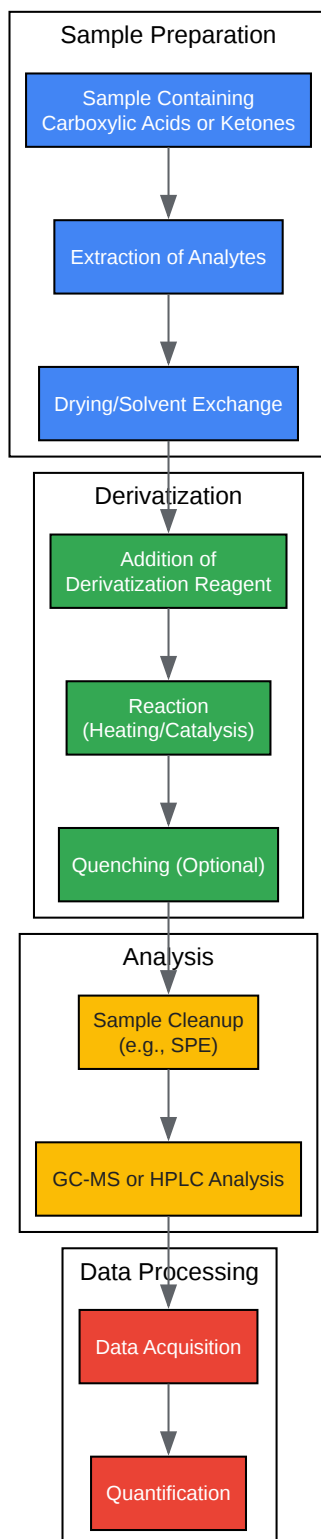 Sample Preparation
Sample Containing
Carboxylic Acids or Ketones
Extraction of Analytes
Drying/Solvent Exchange
Derivatization
Addition of
Derivatization Reagent
Reaction
(Heating/Catalysis)
Quenching (Optional)
Analysis
Sample Cleanup
(e.g., SPE)
GC-MS or HPLC Analysis
Data Processing
Data Acquisition
Quantification